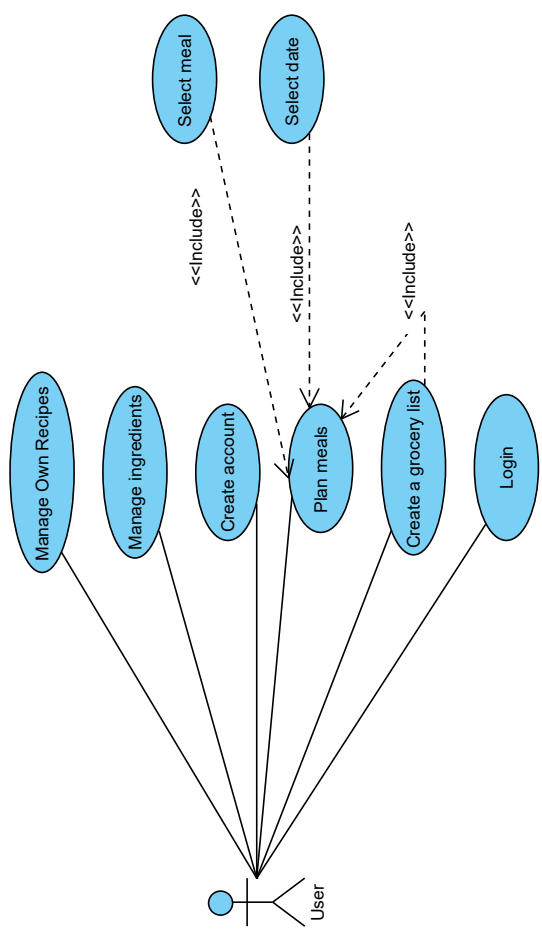 Select meal
Select date
<<Include>>
<<Include>>
<<Include>>
Manage Own Recipes
Manage ingredients
Create account
Plan meals
Create a grocery list
Login
User